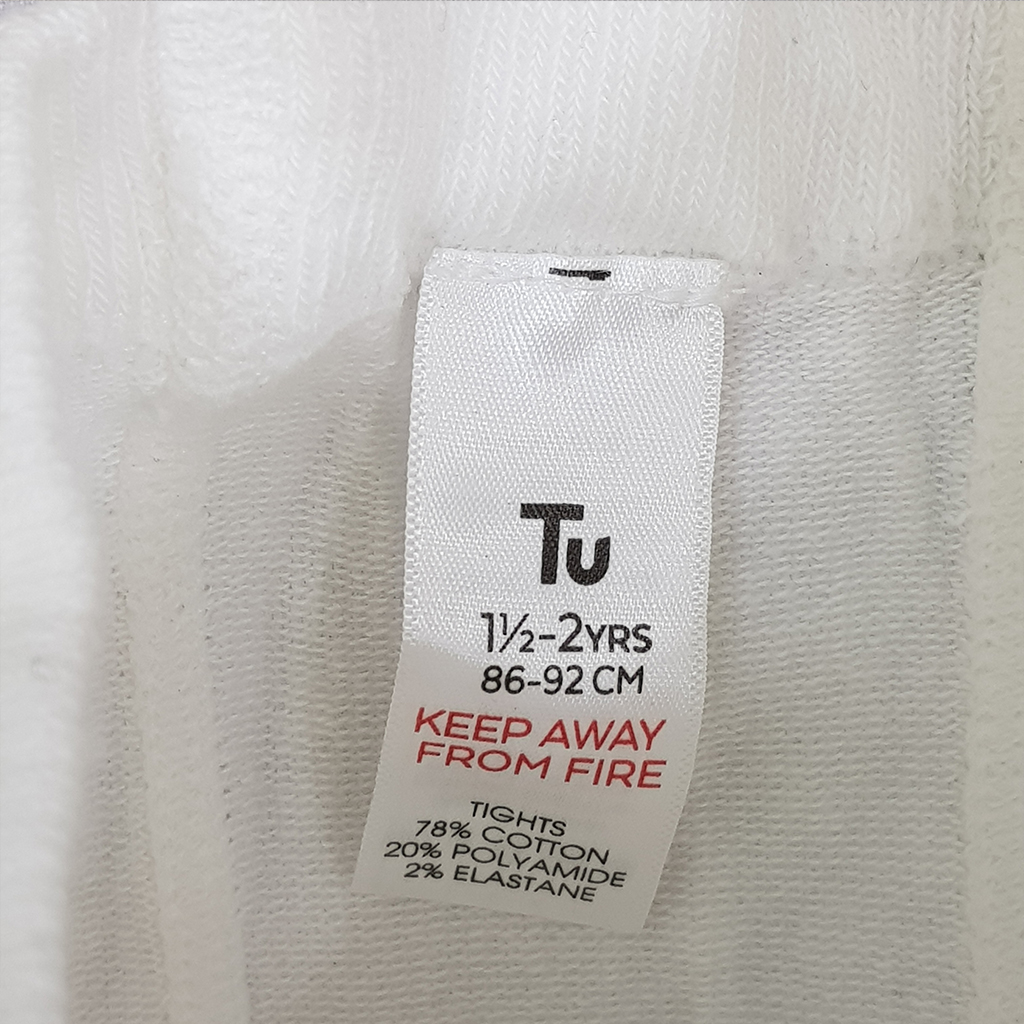 Tu
1½-2YRS
86-92 CM
KEEP AWAY
FROM FIRE
TIGHTS
78% COTTON
20% POLYAMIDE
2% ELASTANE